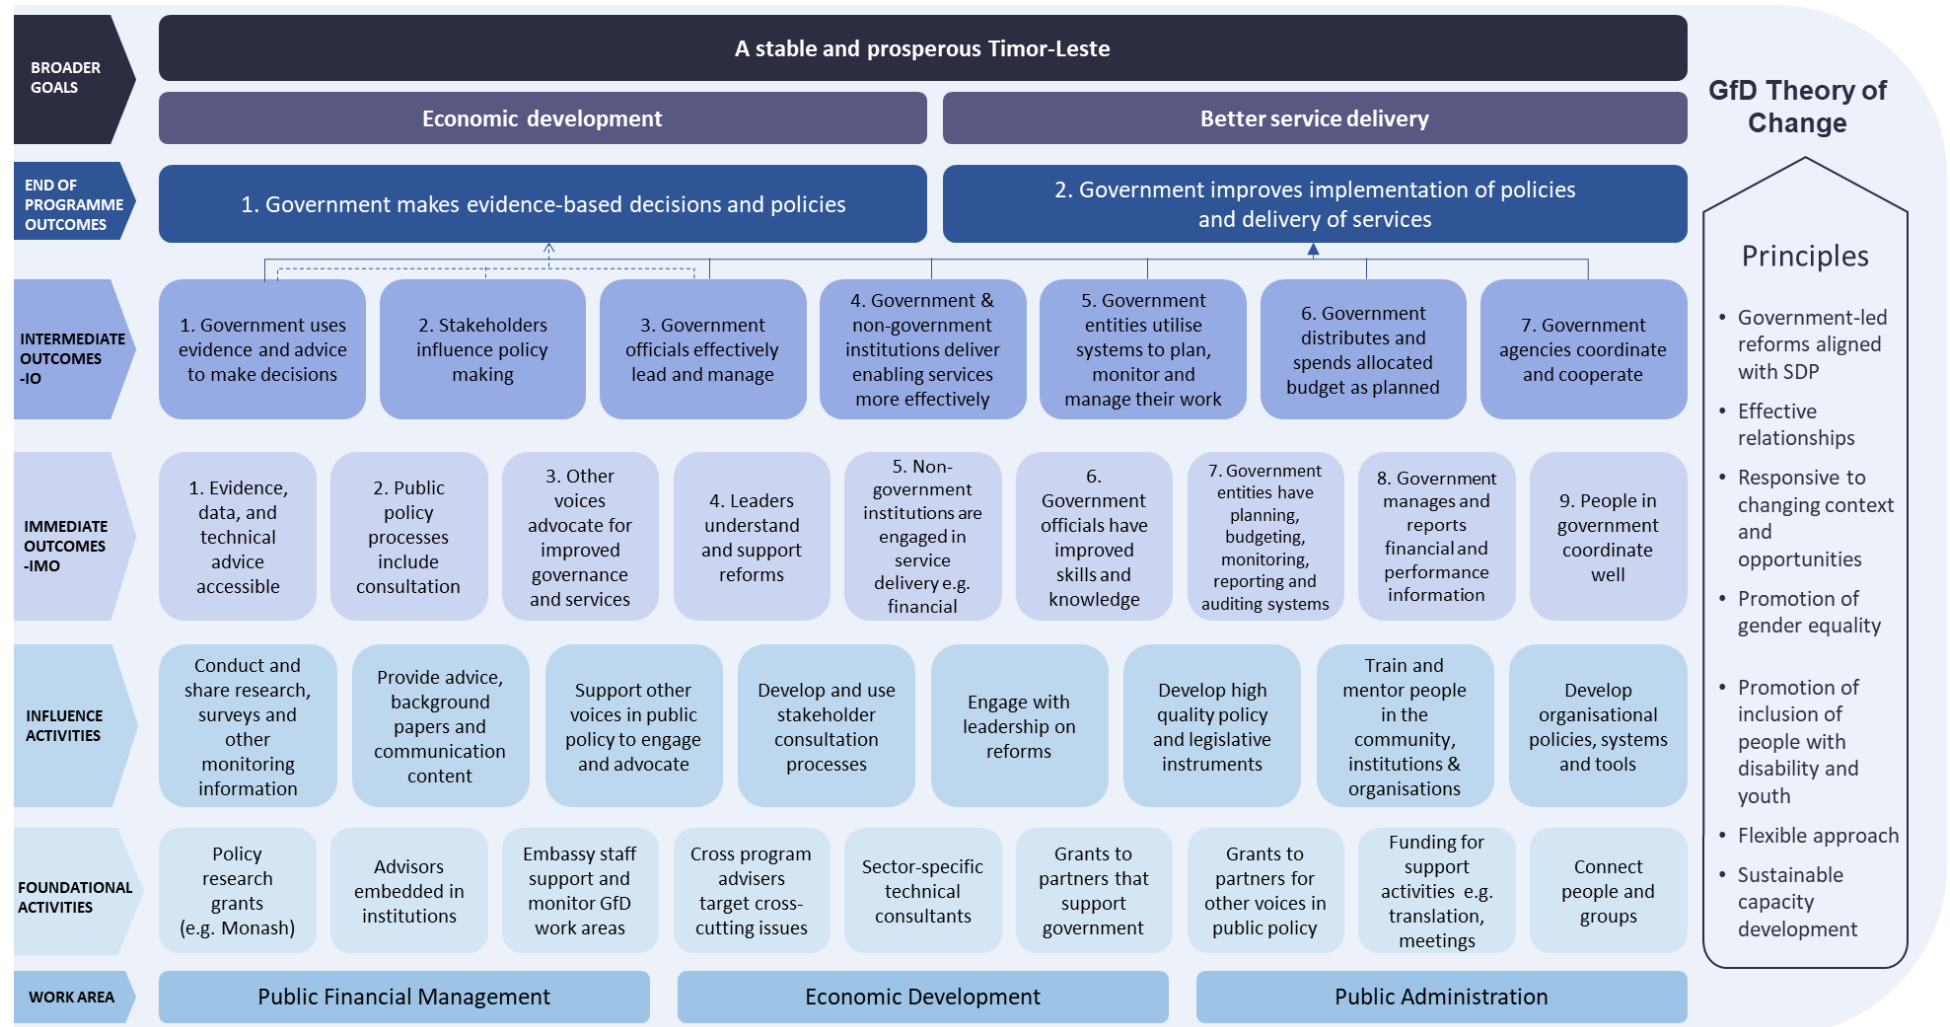 BROADER
GOALS
A stable and prosperous Timor-Leste
Economic development
Better service delivery
GfD Theory of
Change
END OF
PROGRAMME
OUTCOMES
1. Government makes evidence-based decisions and policies
2. Government improves implementation of policies
and delivery of services
INTERMEDIATE
OUTCOMES
-IO
1. Government uses
evidence and advice
to make decisions
2. Stakeholders
influence policy
making
3. Government
officials effectively
lead and manage
4. Government &
non-government
institutions deliver
enabling services
more effectively
5. Government
entities utilise
systems to plan,
monitor and
manage their work
6. Government
distributes and
spends allocated
budget as planned
7. Government
agencies coordinate
and cooperate
IMMEDIATE
OUTCOMES
-IMO
1. Evidence,
data, and
technical
advice
accessible
2. Public
policy
processes
include
consultation
3. Other
voices
advocate for
improved
governance
and services
4. Leaders
understand
and support
reforms
5. Non-
government
institutions are
engaged in
service
delivery e.g.
financial
6.
Government
officials have
improved
skills and
knowledge
7. Government
entities have
planning,
budgeting,
monitoring,
reporting and
auditing systems
8. Government
manages and
reports
financial and
performance
information
9. People in
government
coordinate
well
INFLUENCE
ACTIVITIES
Conduct and
share research,
surveys and
other
monitoring
information
Provide advice,
background
papers and
communication
content
Support other
voices in public
policy to engage
and advocate
Develop and use
stakeholder
consultation
processes
Engage with
leadership on
reforms
Develop high
quality policy
and legislative
instruments
Train and
mentor people
in the
community,
institutions &
organisations
Develop
organisational
policies, systems
and tools
FOUNDATIONAL
ACTIVITIES
Policy
research
grants
(e.g. Monash)
Advisors
embedded in
institutions
Embassy staff
support and
monitor GfD
work areas
Cross program
advisers
target cross-
cutting issues
Sector-specific
technical
consultants
Grants to
partners that
support
government
Grants to
partners for
other voices in
public policy
Funding for
support
activities e.g.
translation,
meetings
Connect
people and
groups
WORK AREA
Public Financial Management
Economic Development
Public Administration
Principles
• Government-led
reforms aligned
with SDP
• Effective
relationships
• Responsive to
changing context
and
opportunities
• Promotion of
gender equality
• Promotion of
inclusion of
people with
disability and
youth
• Flexible approach
• Sustainable
capacity
development